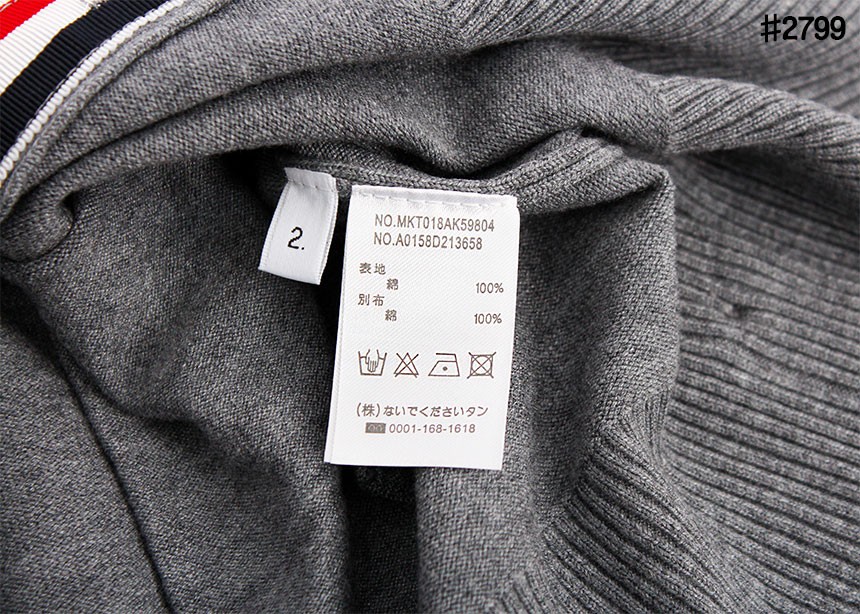 #2799
2.
NO.MKT018AK59804
NO.A0158D213658
表地
綿 100%
別布
綿 100%
(株)ないでくださいタン
0001-168-1618